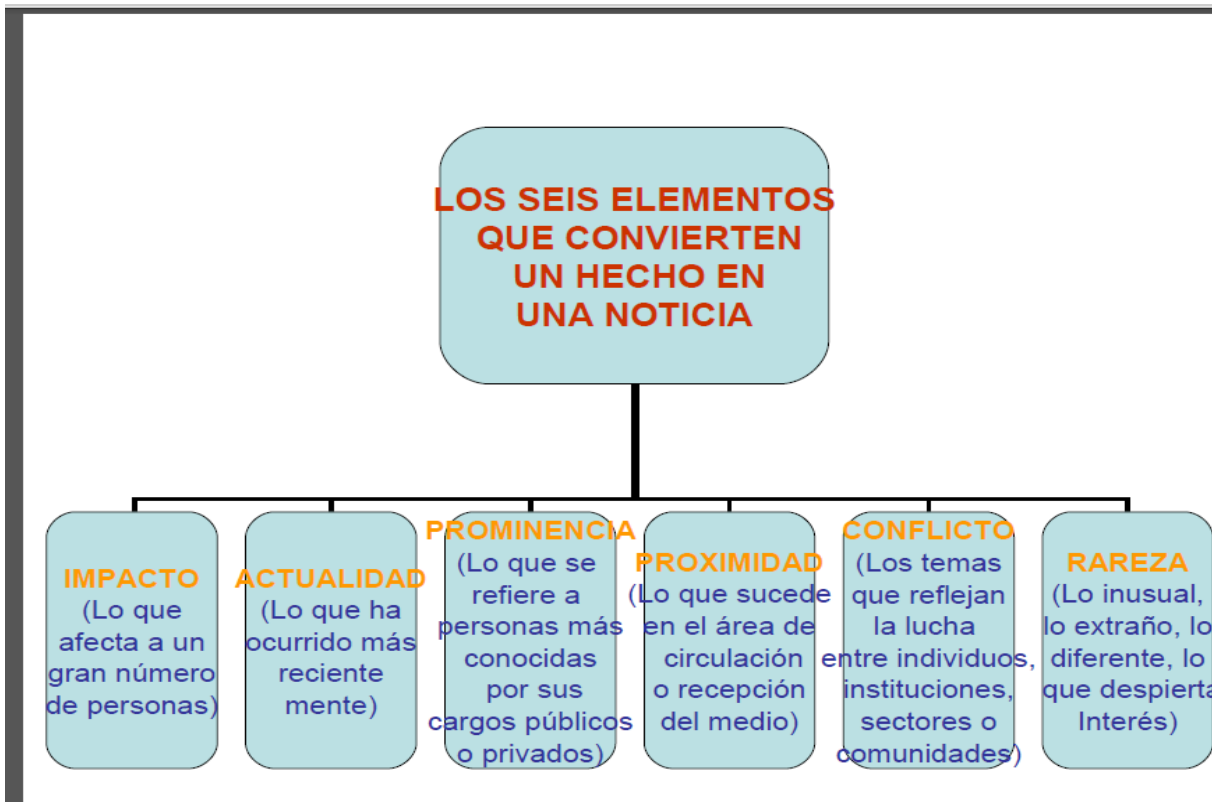 LOS SEIS ELEMENTOS
QUE CONVIERTEN
UN HECHO EN
UNA NOTICIA
IMPACTO
(Lo que
afecta a un
gran número
de personas)
ACTUALIDAD
(Lo que ha
ocurrido más
reciente
mente)
PROMINENCIA
(Lo que se
refiere a
personas más
conocidas
por sus
cargos públicos
o privados)
PROXIMIDAD
(Lo que sucede
en el área de
circulación
o recepción
del medio)
CONFLICTO
(Los temas
que reflejan
la lucha
entre individuos,
instituciones,
sectores o
comunidades)
RAREZA
(Lo inusual,
lo extraño, lo
diferente, lo
que despierta
Interés)